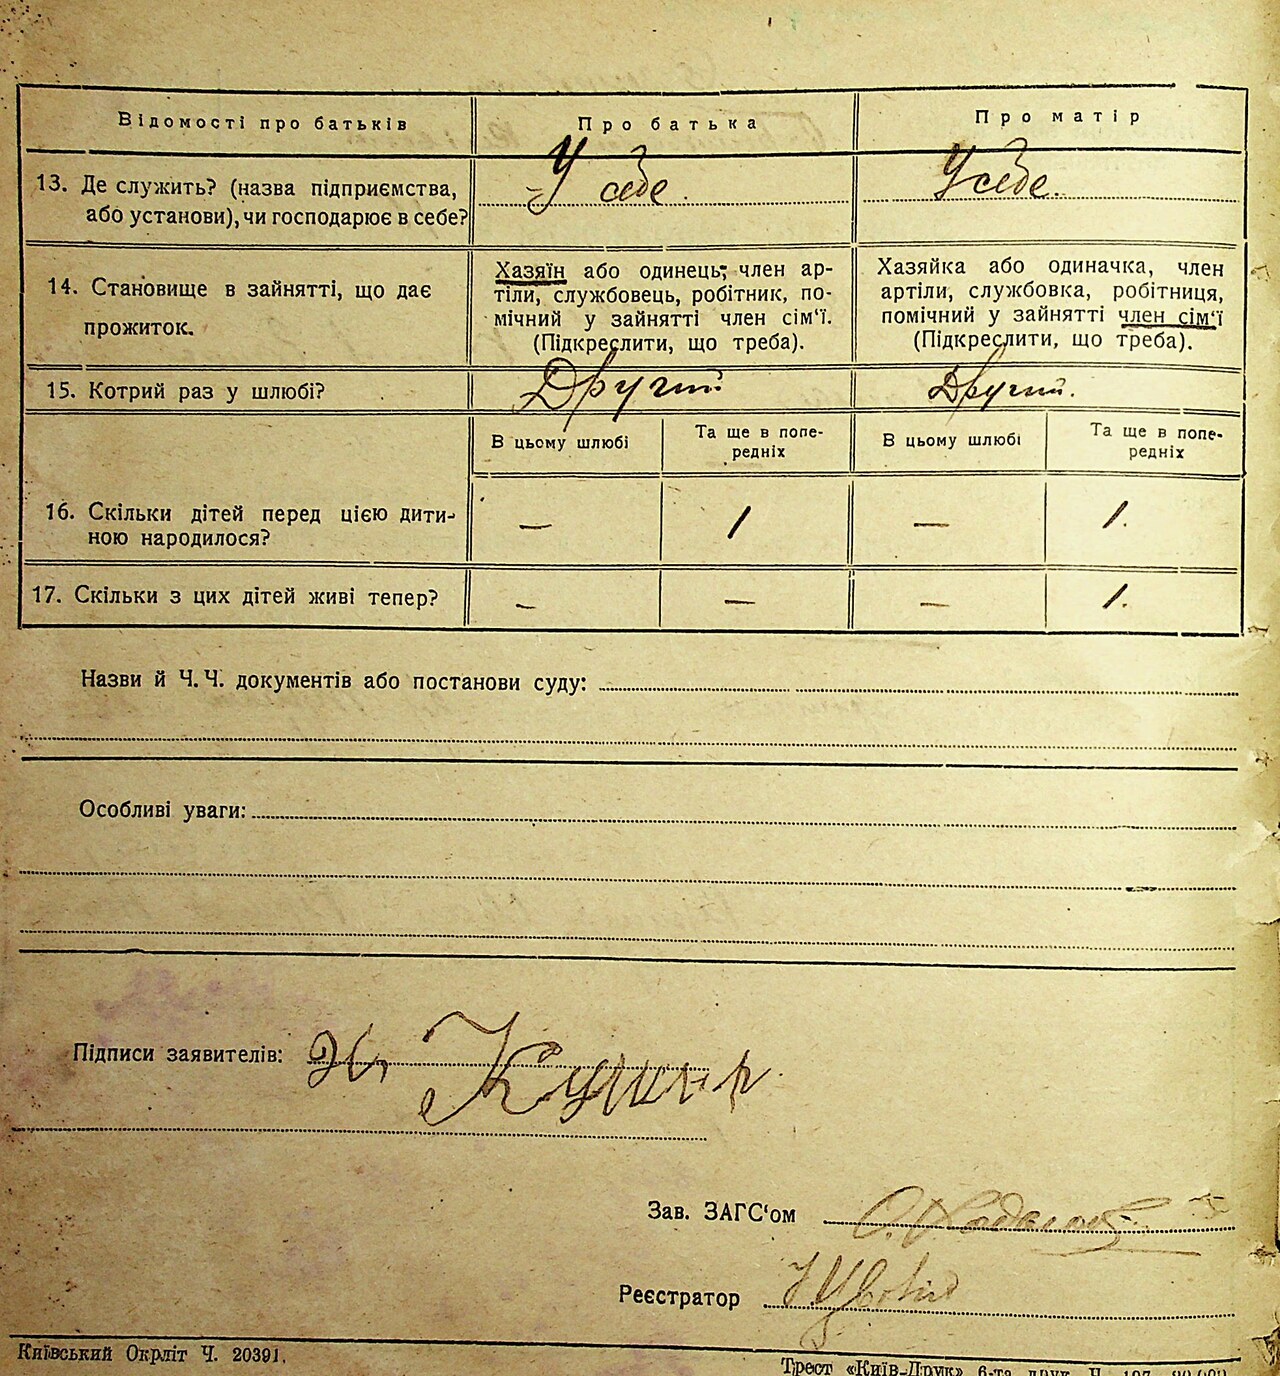 Відомості про батьків
Про батька
Про матір
13. Де служить? (назва підприємства,
або установи), чи господарює в себе?
У себе.
У себе.
14. Становище в зайнятті, що дає
прожиток.
Хазяїн або одинець; член ар-
тіли, службовець, робітник, по-
мічний у зайнятті член сім‘ї.
(Підкреслити, що треба).
Хазяйка або одиначка, член
артіли, службовка, робітниця,
помічний у зайнятті член сім‘ї
(Підкреслити, що треба).
15. Котрий раз у шлюбі?
Другий
Другий.
В цьому шлюбі
Та ще в попе-
редніх
В цьому шлюбі
Та ще в попе-
редніх
16. Скільки дітей перед цією дити-
ною народилося?
—
1
—
1.
17. Скільки з цих дітей живі тепер?
—
—
—
1.
Назви й Ч. Ч. документів або постанови суду:
Особливі уваги:
Підписи заявителів:
Зав. ЗАГС‘ом
Реєстратор
Київський Окрліт Ч. 20391.
Трест «Київ-Друк» 6-та друк. Ч.